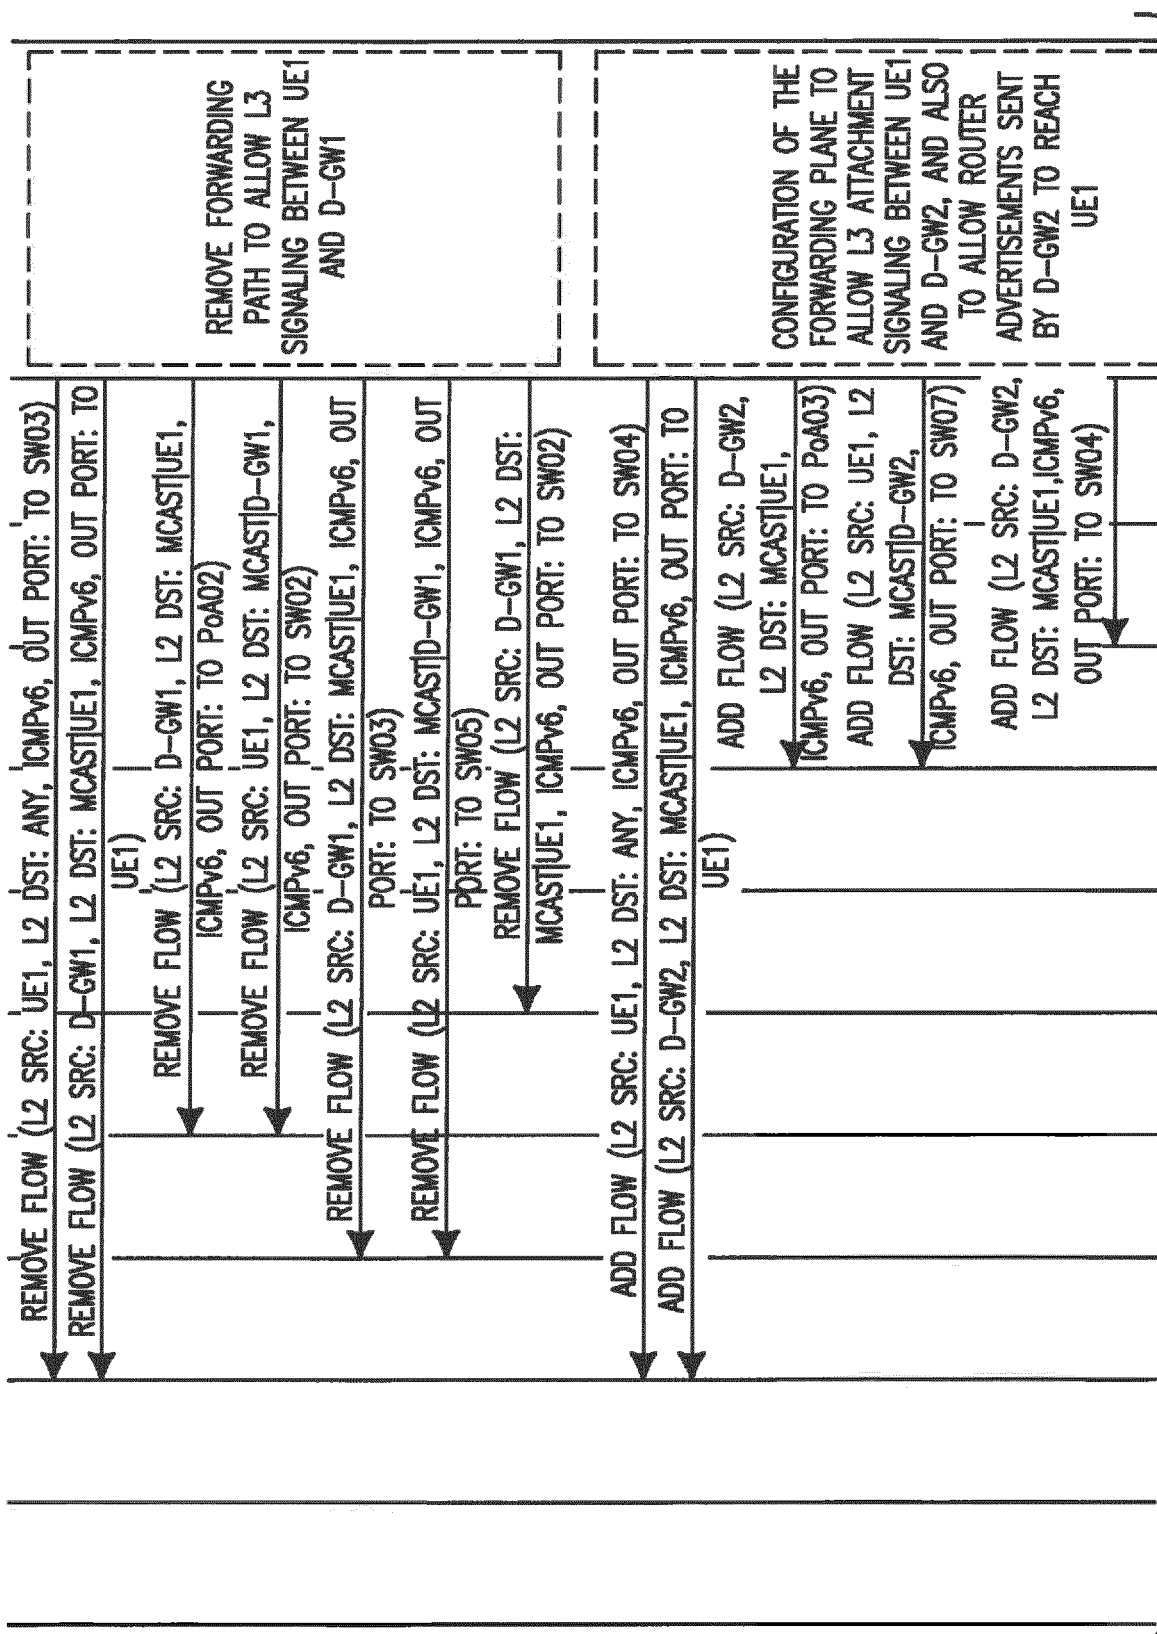 REMOVE FLOW (L2 SRC: UE1, L2 DST: ANY, ICMPv6, OUT PORT: TO SW03)
REMOVE FLOW (L2 SRC: D-GW1, L2 DST: MCAST|UE1, ICMPv6, OUT PORT: TO
UE1)
REMOVE FLOW (L2 SRC: D-GW1, L2 DST: MCAST|UE1,
ICMPv6, OUT PORT: TO PoA02)
REMOVE FLOW (L2 SRC: UE1, L2 DST: MCAST|D-GW1,
ICMPv6, OUT PORT: TO SW02)
REMOVE FLOW (L2 SRC: D-GW1, L2 DST: MCAST|UE1, ICMPv6, OUT
PORT: TO SW03)
REMOVE FLOW (L2 SRC: UE1, L2 DST: MCAST|D-GW1, ICMPv6, OUT
PORT: TO SW05)
REMOVE FLOW (L2 SRC: D-GW1, L2 DST:
MCAST|UE1, ICMPv6, OUT PORT: TO SW02)
REMOVE FORWARDING
PATH TO ALLOW L3
SIGNALING BETWEEN UE1
AND D-GW1
ADD FLOW (L2 SRC: UE1, L2 DST: ANY, ICMPv6, OUT PORT: TO SW04)
ADD FLOW (L2 SRC: D-GW2, L2 DST: MCAST|UE1, ICMPv6, OUT PORT: TO
UE1)
ADD FLOW (L2 SRC: D-GW2,
L2 DST: MCAST|UE1,
ICMPv6, OUT PORT: TO PoA03)
ADD FLOW (L2 SRC: UE1, L2
DST: MCAST|D-GW2,
ICMPv6, OUT PORT: TO SW07)
ADD FLOW (L2 SRC: D-GW2,
L2 DST: MCAST|UE1,ICMPv6,
OUT PORT: TO SW04)
CONFIGURATION OF THE
FORWARDING PLANE TO
ALLOW L3 ATTACHMENT
SIGNALING BETWEEN UE1
AND D-GW2, AND ALSO
TO ALLOW ROUTER
ADVERTISEMENTS SENT
BY D-GW2 TO REACH
UE1